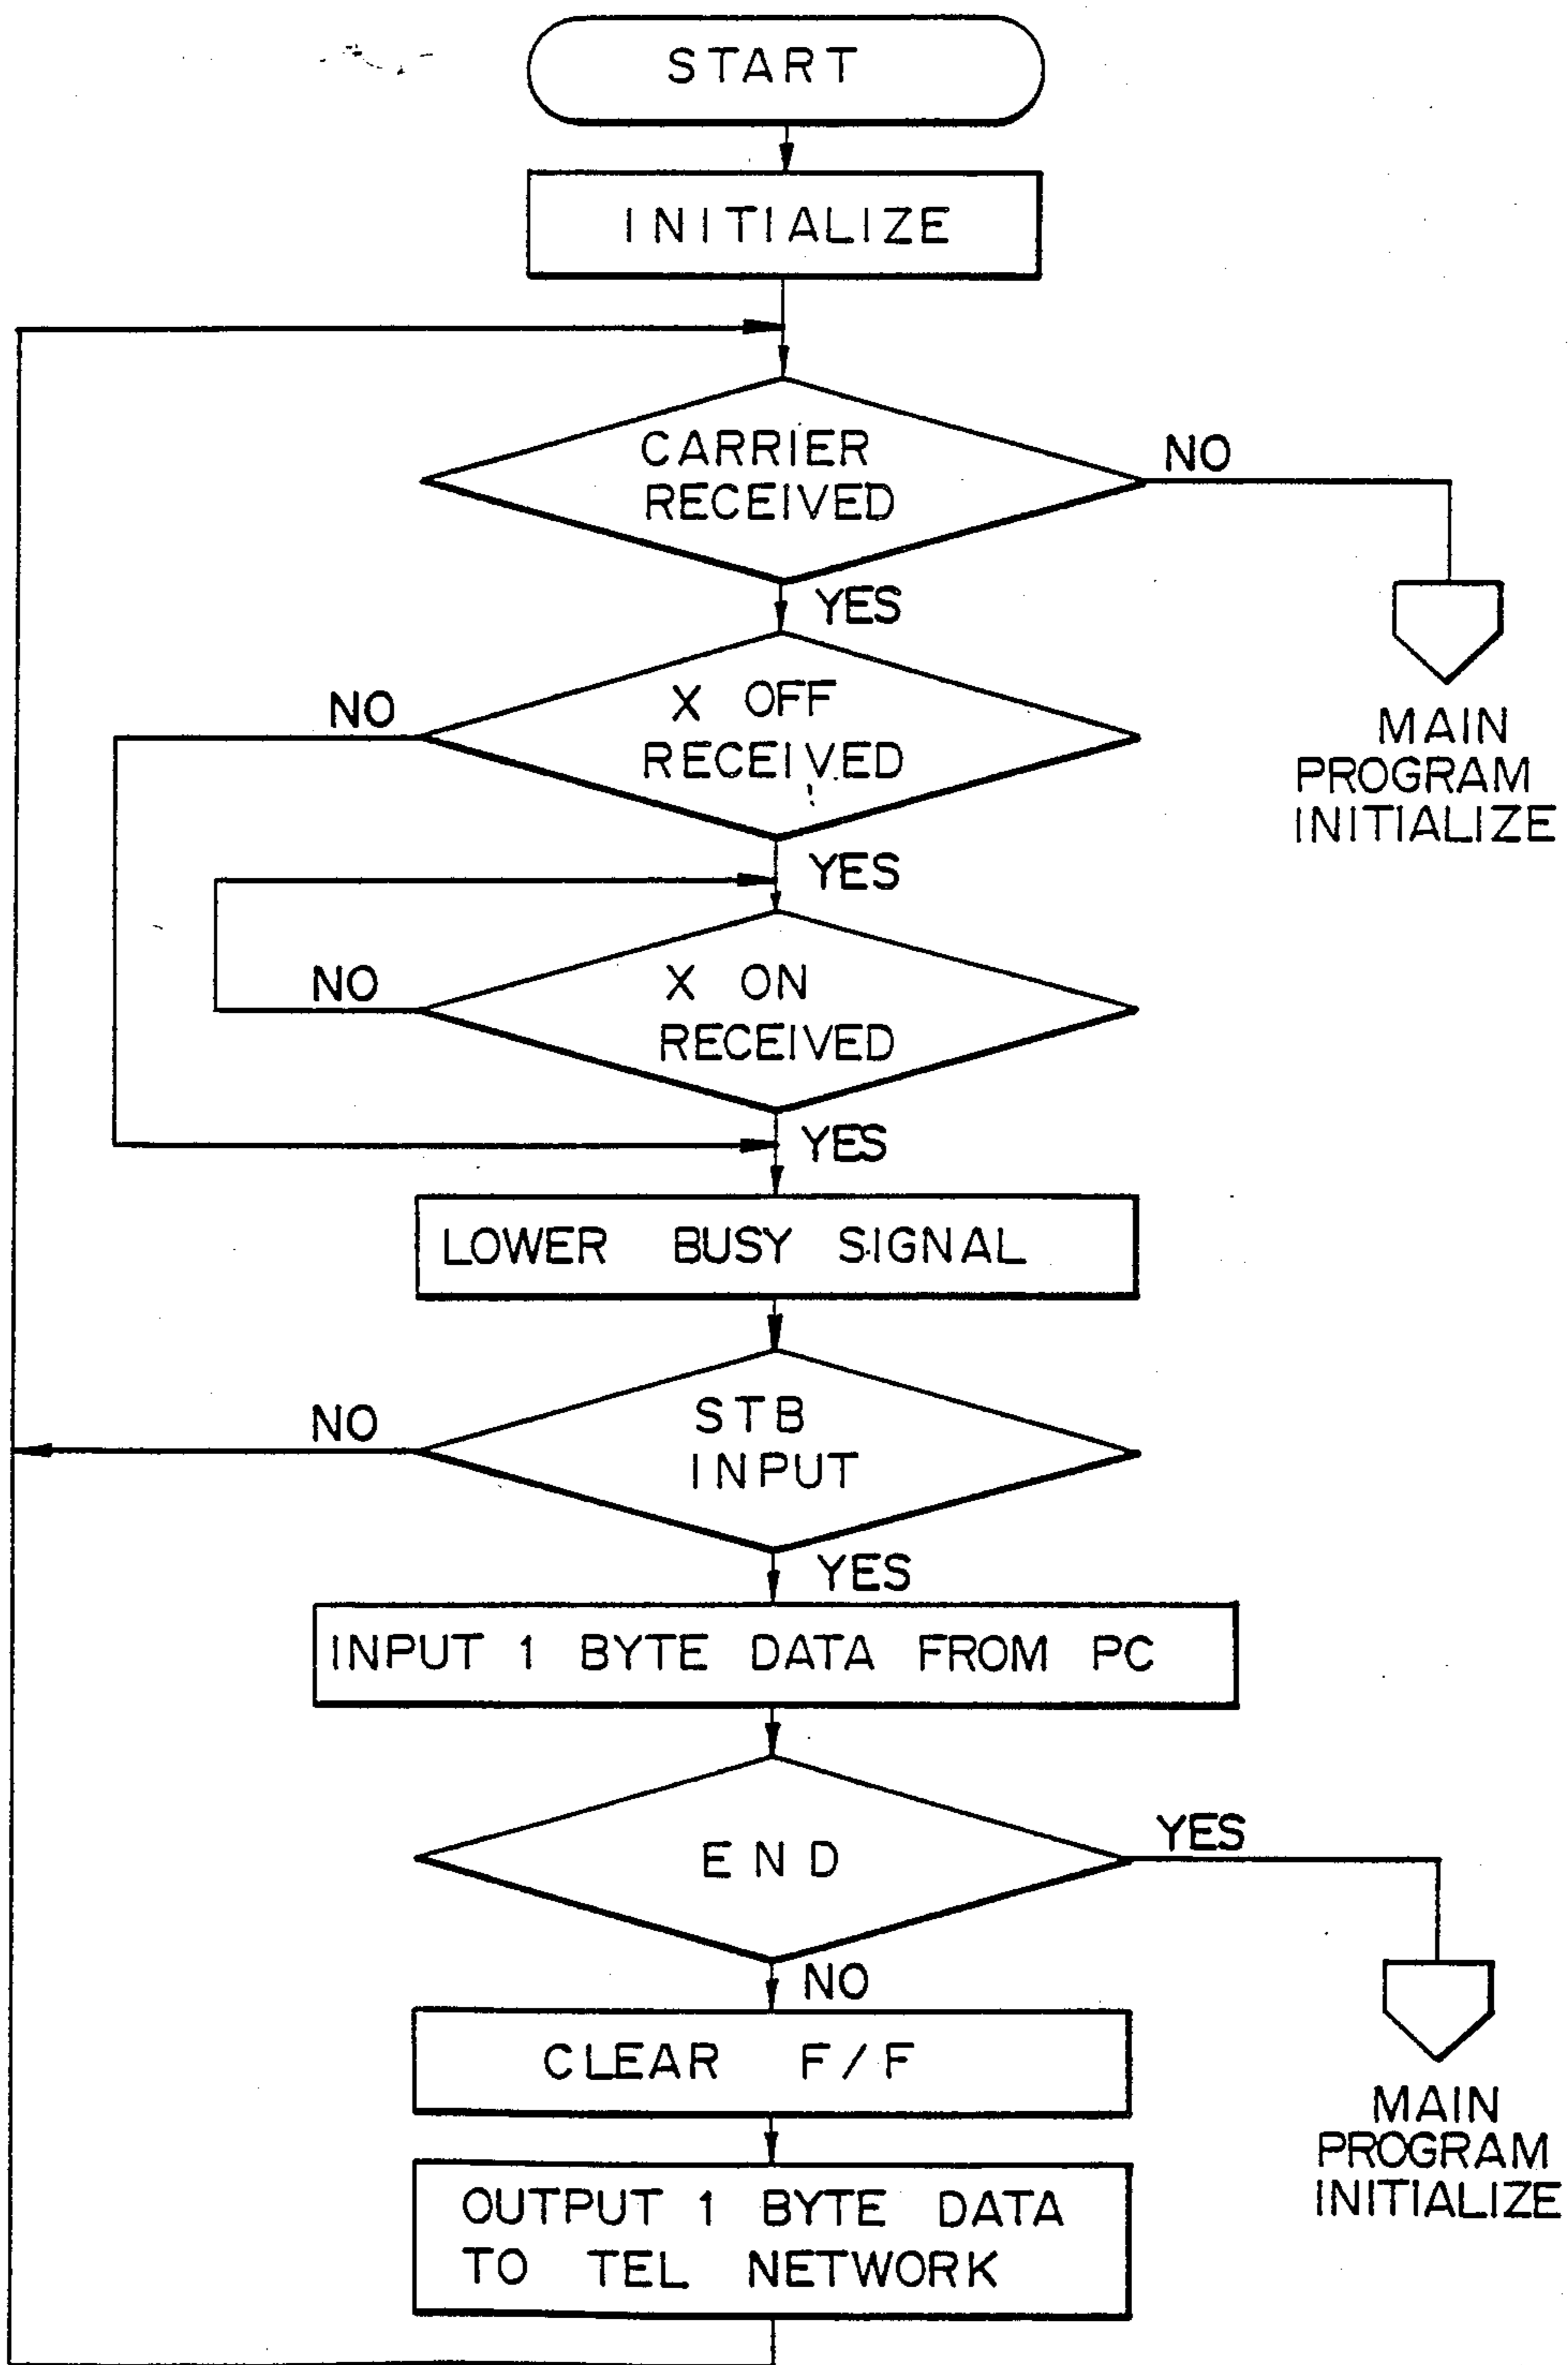 START
INITIALIZE
CARRIER
RECEIVED
NO
YES
MAIN
PROGRAM
INITIALIZE
X OFF
RECEIVED
NO
YES
X ON
RECEIVED
NO
YES
LOWER BUSY SIGNAL
STB
INPUT
NO
YES
INPUT 1 BYTE DATA FROM PC
END
YES
NO
MAIN
PROGRAM
INITIALIZE
CLEAR F/F
OUTPUT 1 BYTE DATA
TO TEL NETWORK